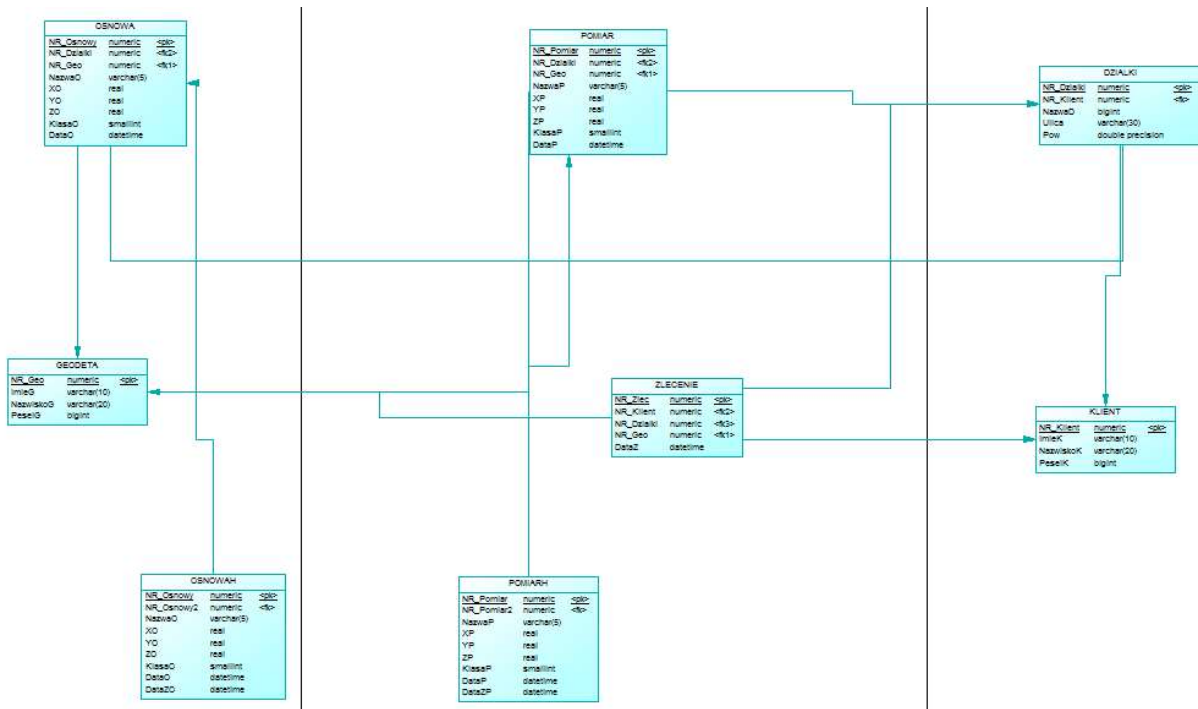 OSNOWA
NR_Osnowy numeric <pk>
NR_Dzialki numeric <fk2>
NR_Geo numeric <fk1>
NazwaO varchar(5)
XO real
YO real
ZO real
KlasaO smallint
DataO datetime
POMIAR
NR_Pomiar numeric <pk>
NR_Dzialki numeric <fk2>
NR_Geo numeric <fk1>
NazwaP varchar(5)
XP real
YP real
ZP real
KlasaP smallint
DataP datetime
DZIALKI
NR_Dzialki numeric <pk>
NR_Klient numeric <fk>
NazwaD bigint
Ulica varchar(30)
Pow double precision
GEODETA
NR_Geo numeric <pk>
ImieG varchar(10)
NazwiskoG varchar(20)
PeselG bigint
ZLECENIE
NR_Zlec numeric <pk>
NR_Klient numeric <fk2>
NR_Dzialki numeric <fk3>
NR_Geo numeric <fk1>
DataZ datetime
KLIENT
NR_Klient numeric <pk>
ImieK varchar(10)
NazwiskoK varchar(20)
PeselK bigint
OSNOWAH
NR_Osnowy numeric <pk>
NR_Osnowy2 numeric <fk>
NazwaO varchar(5)
XO real
YO real
ZO real
KlasaO smallint
DataO datetime
DataZO datetime
POMIARH
NR_Pomiar numeric <pk>
NR_Pomiar2 numeric <fk>
NazwaP varchar(5)
XP real
YP real
ZP real
KlasaP smallint
DataP datetime
DataZP datetime